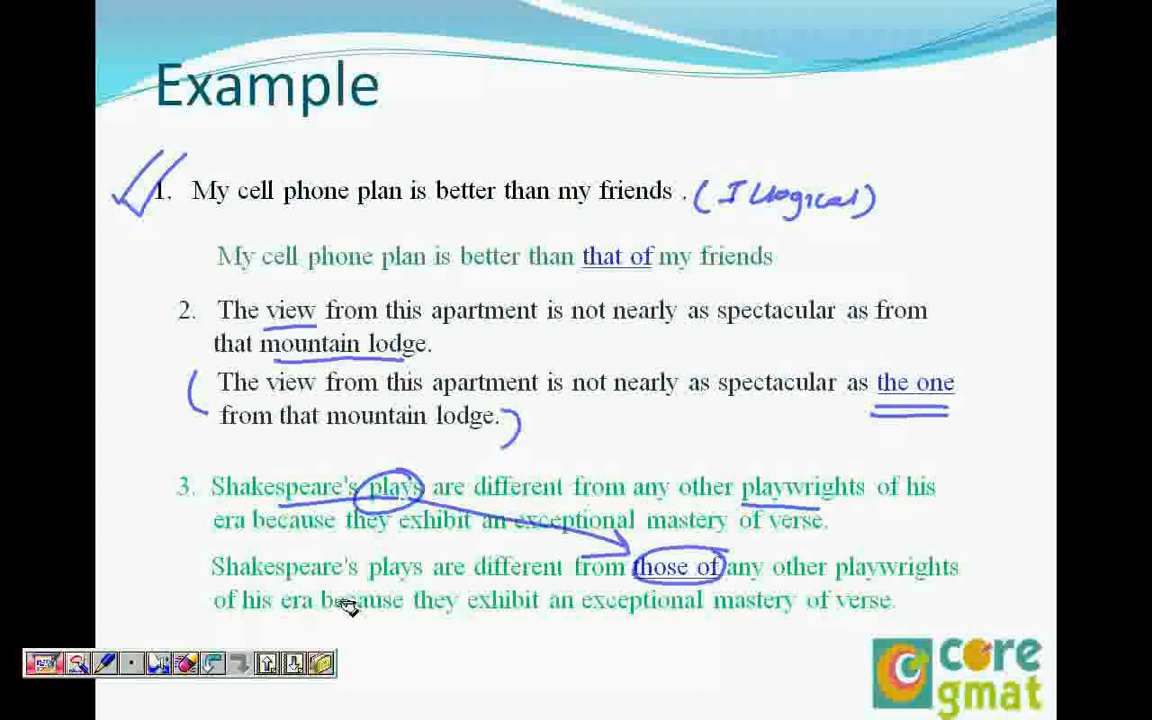 Example
1. My cell phone plan is better than my friends . (Illogical)
My cell phone plan is better than that of my friends
2. The view from this apartment is not nearly as spectacular as from
that mountain lodge.
The view from this apartment is not nearly as spectacular as the one
from that mountain lodge.
3. Shakespeare's plays are different from any other playwrights of his
era because they exhibit an exceptional mastery of verse.
Shakespeare's plays are different from those of any other playwrights
of his era because they exhibit an exceptional mastery of verse.
core
gmat